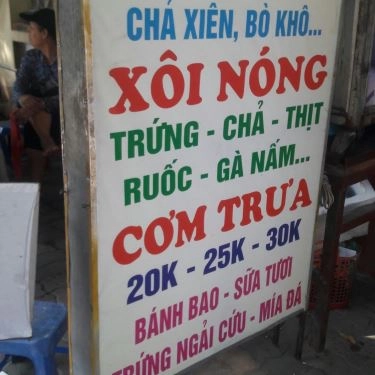 CHẢ XIÊN, BÒ KHÔ...
XÔI NÓNG
TRỨNG - CHẢ - THỊT
RUỐC - GÀ NẤM...
CƠM TRƯA
20K - 25K - 30K
BÁNH BAO - SỮA TƯƠI
TRỨNG NGẢI CỨU - MÍA ĐÁ